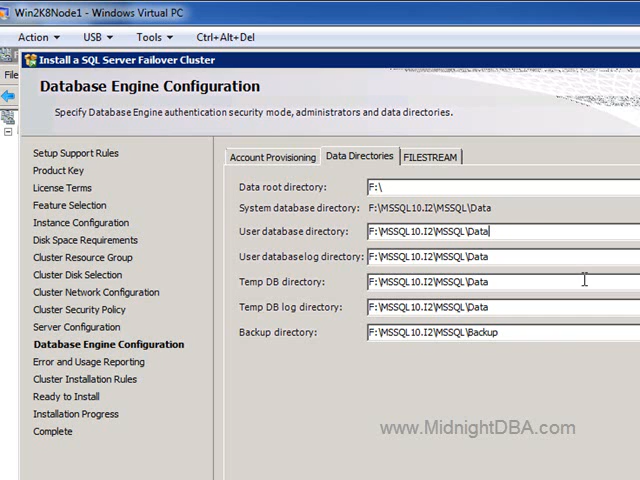 Win2K8Node1 - Windows Virtual PC
Action USB Tools Ctrl+Alt+Del
Install a SQL Server Failover Cluster
File
Database Engine Configuration
Specify Database Engine authentication security mode, administrators and data directories.
Setup Support Rules
Product Key
License Terms
Feature Selection
Instance Configuration
Disk Space Requirements
Cluster Resource Group
Cluster Disk Selection
Cluster Network Configuration
Cluster Security Policy
Server Configuration
Database Engine Configuration
Error and Usage Reporting
Cluster Installation Rules
Ready to Install
Installation Progress
Complete
Account Provisioning Data Directories FILESTREAM
Data root directory: F:\
System database directory: F:\MSSQL10.I2\MSSQL\Data
User database directory: F:\MSSQL10.I2\MSSQL\Data
User database log directory: F:\MSSQL10.I2\MSSQL\Data
Temp DB directory: F:\MSSQL10.I2\MSSQL\Data
Temp DB log directory: F:\MSSQL10.I2\MSSQL\Data
Backup directory: F:\MSSQL10.I2\MSSQL\Backup
www.MidnightDBA.com